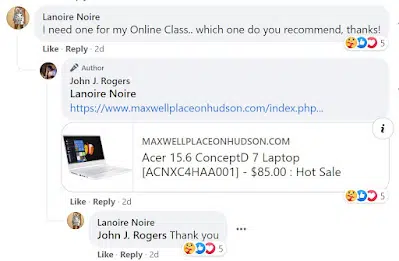 Lanoire Noire
I need one for my Online Class.. which one do you recommend, thanks!
Like · Reply · 2d
5
Author
John J. Rogers
Lanoire Noire
https://www.maxwellplaceonhudson.com/index.php...
MAXWELLPLACEONHUDSON.COM
Acer 15.6 ConceptD 7 Laptop
[ACNXC4HAA001] - $85.00 : Hot Sale
Like · Reply · 2d
5
Lanoire Noire
John J. Rogers Thank you
Like · Reply · 2d
5